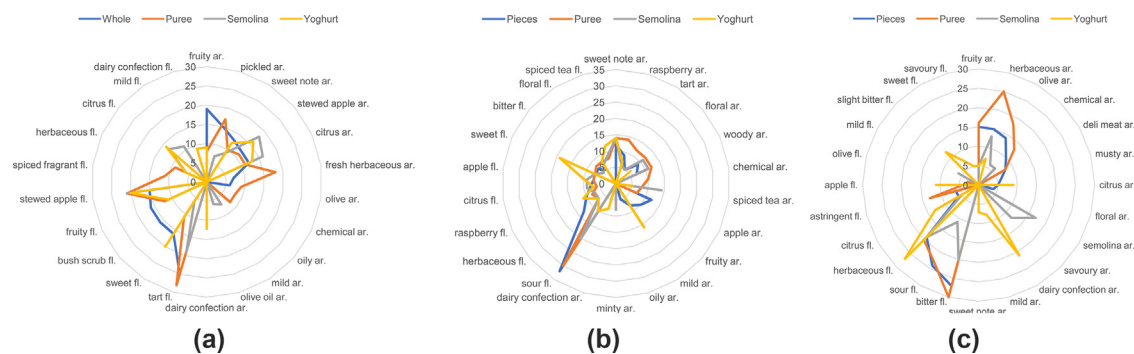 Whole Puree Semolina Yoghurt
fruity ar.
dairy confection fl. pickled ar.
mild fl. sweet note ar.
citrus fl. stewed apple ar.
herbaceous fl. citrus ar.
spiced fragrant fl. fresh herbaceous ar.
stewed apple fl. olive ar.
fruity fl. chemical ar.
bush scrub fl. oily ar.
sweet fl. mild ar.
tart fl. olive oil ar.
dairy confection ar.
30
25
20
15
10
5
0
(a)
Pieces Puree Semolina Yoghurt
sweet note ar.
spiced tea fl. raspberry ar.
floral fl. tart ar.
bitter fl. floral ar.
sweet fl. woody ar.
apple fl. chemical ar.
citrus fl. spiced tea ar.
raspberry fl. apple ar.
herbaceous fl. fruity ar.
sour fl. mild ar.
dairy confection ar. oily ar.
minty ar.
35
30
25
20
15
10
5
0
(b)
Pieces Puree Semolina Yoghurt
fruity ar.
savoury fl. herbaceous ar.
sweet fl. olive ar.
slight bitter fl. chemical ar.
mild fl. deli meat ar.
olive fl. musty ar.
apple fl. citrus ar.
astringent fl. floral ar.
citrus fl. semolina ar.
herbaceous fl. savoury ar.
sour fl. dairy confection ar.
bitter fl. mild ar.
sweet note ar.
30
25
20
15
10
5
0
(c)